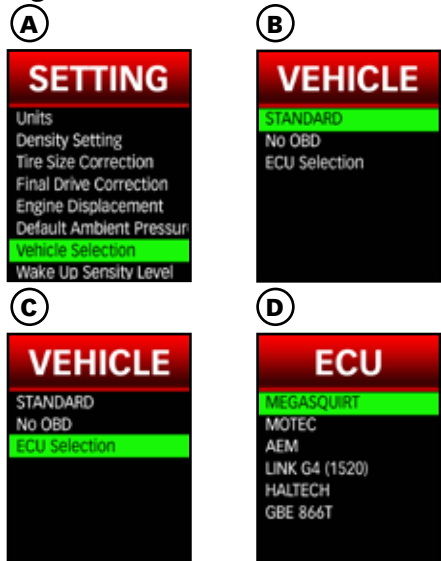 A
SETTING
Units
Density Setting
Tire Size Correction
Final Drive Correction
Engine Displacement
Default Ambient Pressur
Vehicle Selection
Wake Up Sensity Level
B
VEHICLE
STANDARD
No OBD
ECU Selection
C
VEHICLE
STANDARD
No OBD
ECU Selection
D
ECU
MEGASQUIRT
MOTEC
AEM
LINK G4 (1520)
HALTECH
GBE 866T